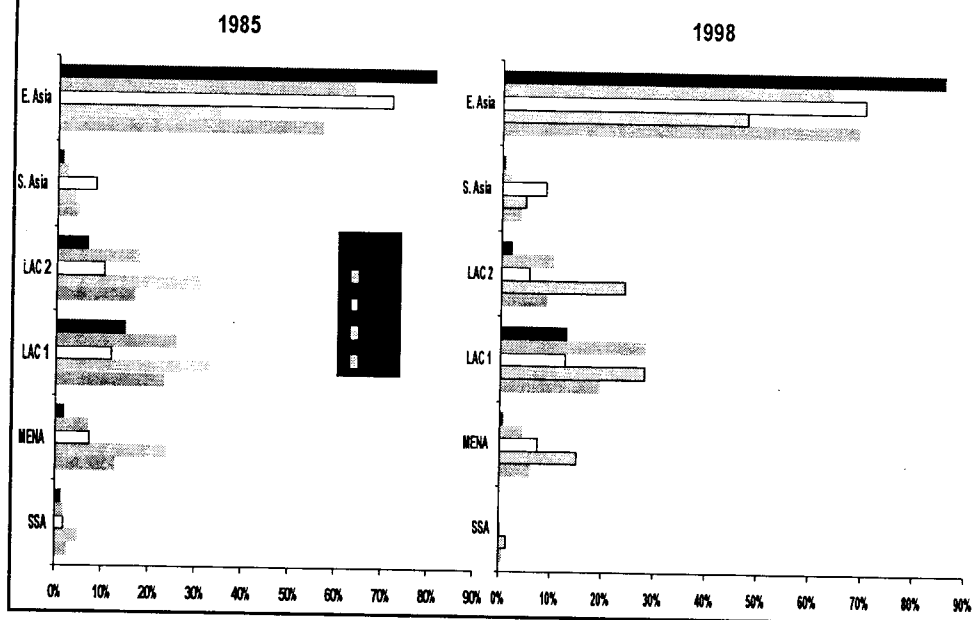 1985
E. Asia
S. Asia
LAC 2
LAC 1
MENA
SSA
0% 10% 20% 30% 40% 50% 60% 70% 80% 90%
1998
E. Asia
S. Asia
LAC 2
LAC 1
MENA
SSA
0% 10% 20% 30% 40% 50% 60% 70% 80% 90%